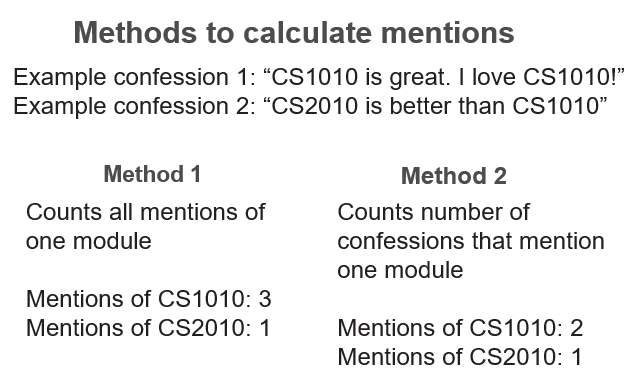 Methods to calculate mentions
Example confession 1: “CS1010 is great. I love CS1010!”
Example confession 2: “CS2010 is better than CS1010”
Method 1
Counts all mentions of
one module
Mentions of CS1010: 3
Mentions of CS2010: 1
Method 2
Counts number of
confessions that mention
one module
Mentions of CS1010: 2
Mentions of CS2010: 1